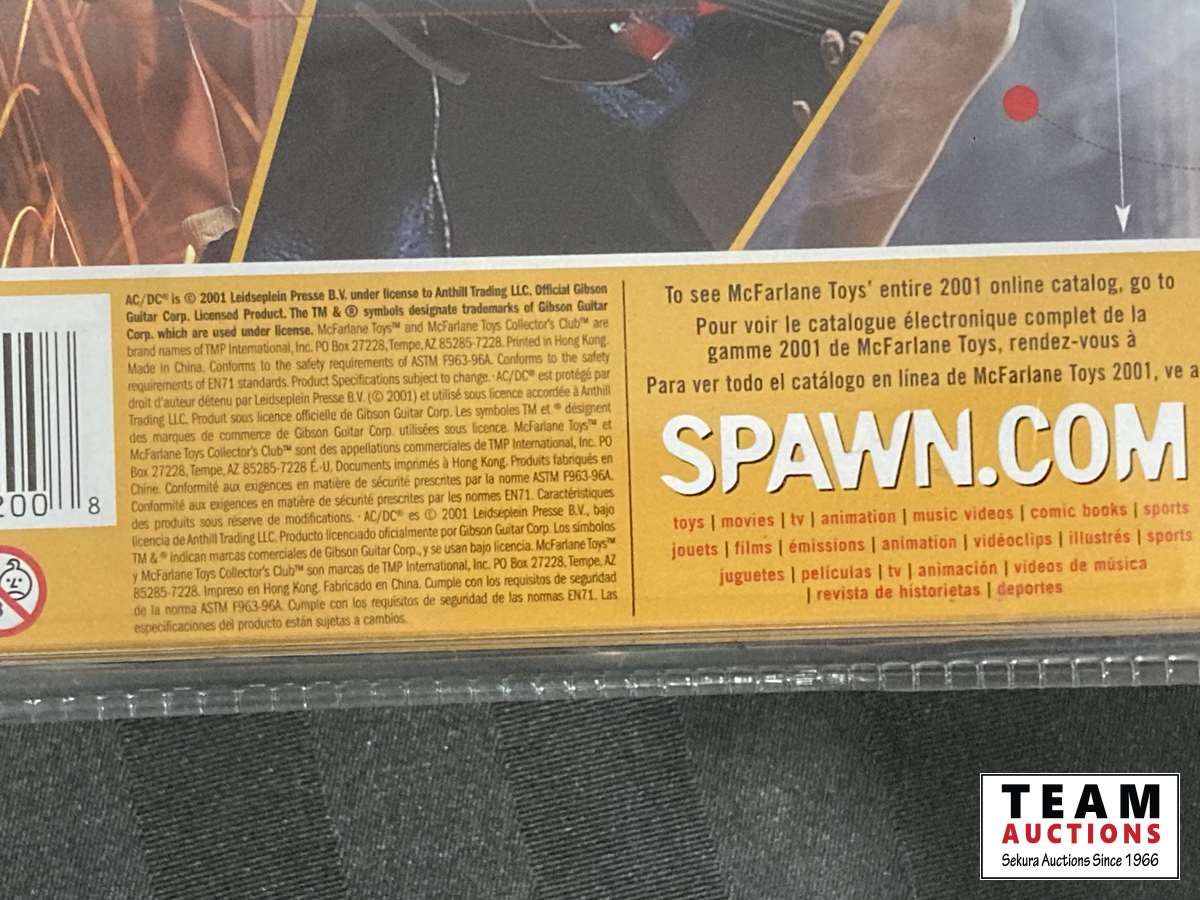 AC/DC® is © 2001 Leidseplein Presse B.V. under license to Anthill Trading LLC. Official Gibson
Guitar Corp. Licensed Product. The TM & ® symbols designate trademarks of Gibson Guitar
Corp. which are used under license. McFarlane Toys™ and McFarlane Toys Collector's Club™ are
brand names of TMP International, Inc. PO Box 27228, Tempe, AZ 85285-7228. Printed in Hong Kong.
Made in China. Conforms to the safety requirements of ASTM F963-96A. Conforms to the safety
requirements of EN71 standards. Product Specifications subject to change. · AC/DC® est protégé par
droit d'auteur détenu par Leidseplein Presse B.V. (© 2001) et utilisé sous licence accordée à Anthill
Trading LLC. Produit sous licence officielle de Gibson Guitar Corp. Les symboles TM et ® désignent
des marques de commerce de Gibson Guitar Corp. utilisées sous licence. McFarlane Toys™ et
McFarlane Toys Collector's Club™ sont des appellations commerciales de TMP International, Inc. PO
Box 27228, Tempe, AZ 85285-7228 É.-U. Documents imprimés à Hong Kong. Produits fabriqués en
Chine. Conformité aux exigences en matière de sécurité prescrites par la norme ASTM F963-96A.
Conformité aux exigences en matière de sécurité prescrites par les normes EN71. Caractéristiques
des produits sous réserve de modifications. · AC/DC® es © 2001 Leidseplein Presse B.V., bajo
licencia de Anthill Trading LLC. Producto licenciado oficialmente por Gibson Guitar Corp. Los símbolos
TM & ® indican marcas comerciales de Gibson Guitar Corp., y se usan bajo licencia. McFarlane Toys™
y McFarlane Toys Collector's Club™ son marcas de TMP International, Inc. PO Box 27228, Tempe, AZ
85285-7228. Impreso en Hong Kong. Fabricado en China. Cumple con los requisitos de seguridad
de la norma ASTM F963-96A. Cumple con los requisitos de seguridad de las normas EN71. Las
especificaciones del producto están sujetas a cambios.
200 8
To see McFarlane Toys' entire 2001 online catalog, go to
Pour voir le catalogue électronique complet de la
gamme 2001 de McFarlane Toys, rendez-vous à
Para ver todo el catálogo en línea de McFarlane Toys 2001, ve a
SPAWN.COM
toys | movies | tv | animation | music videos | comic books | sports
jouets | films | émissions | animation | vidéoclips | illustrés | sports
juguetes | películas | tv | animación | videos de música
| revista de historietas | deportes
TEAM
AUCTIONS
Sekura Auctions Since 1966